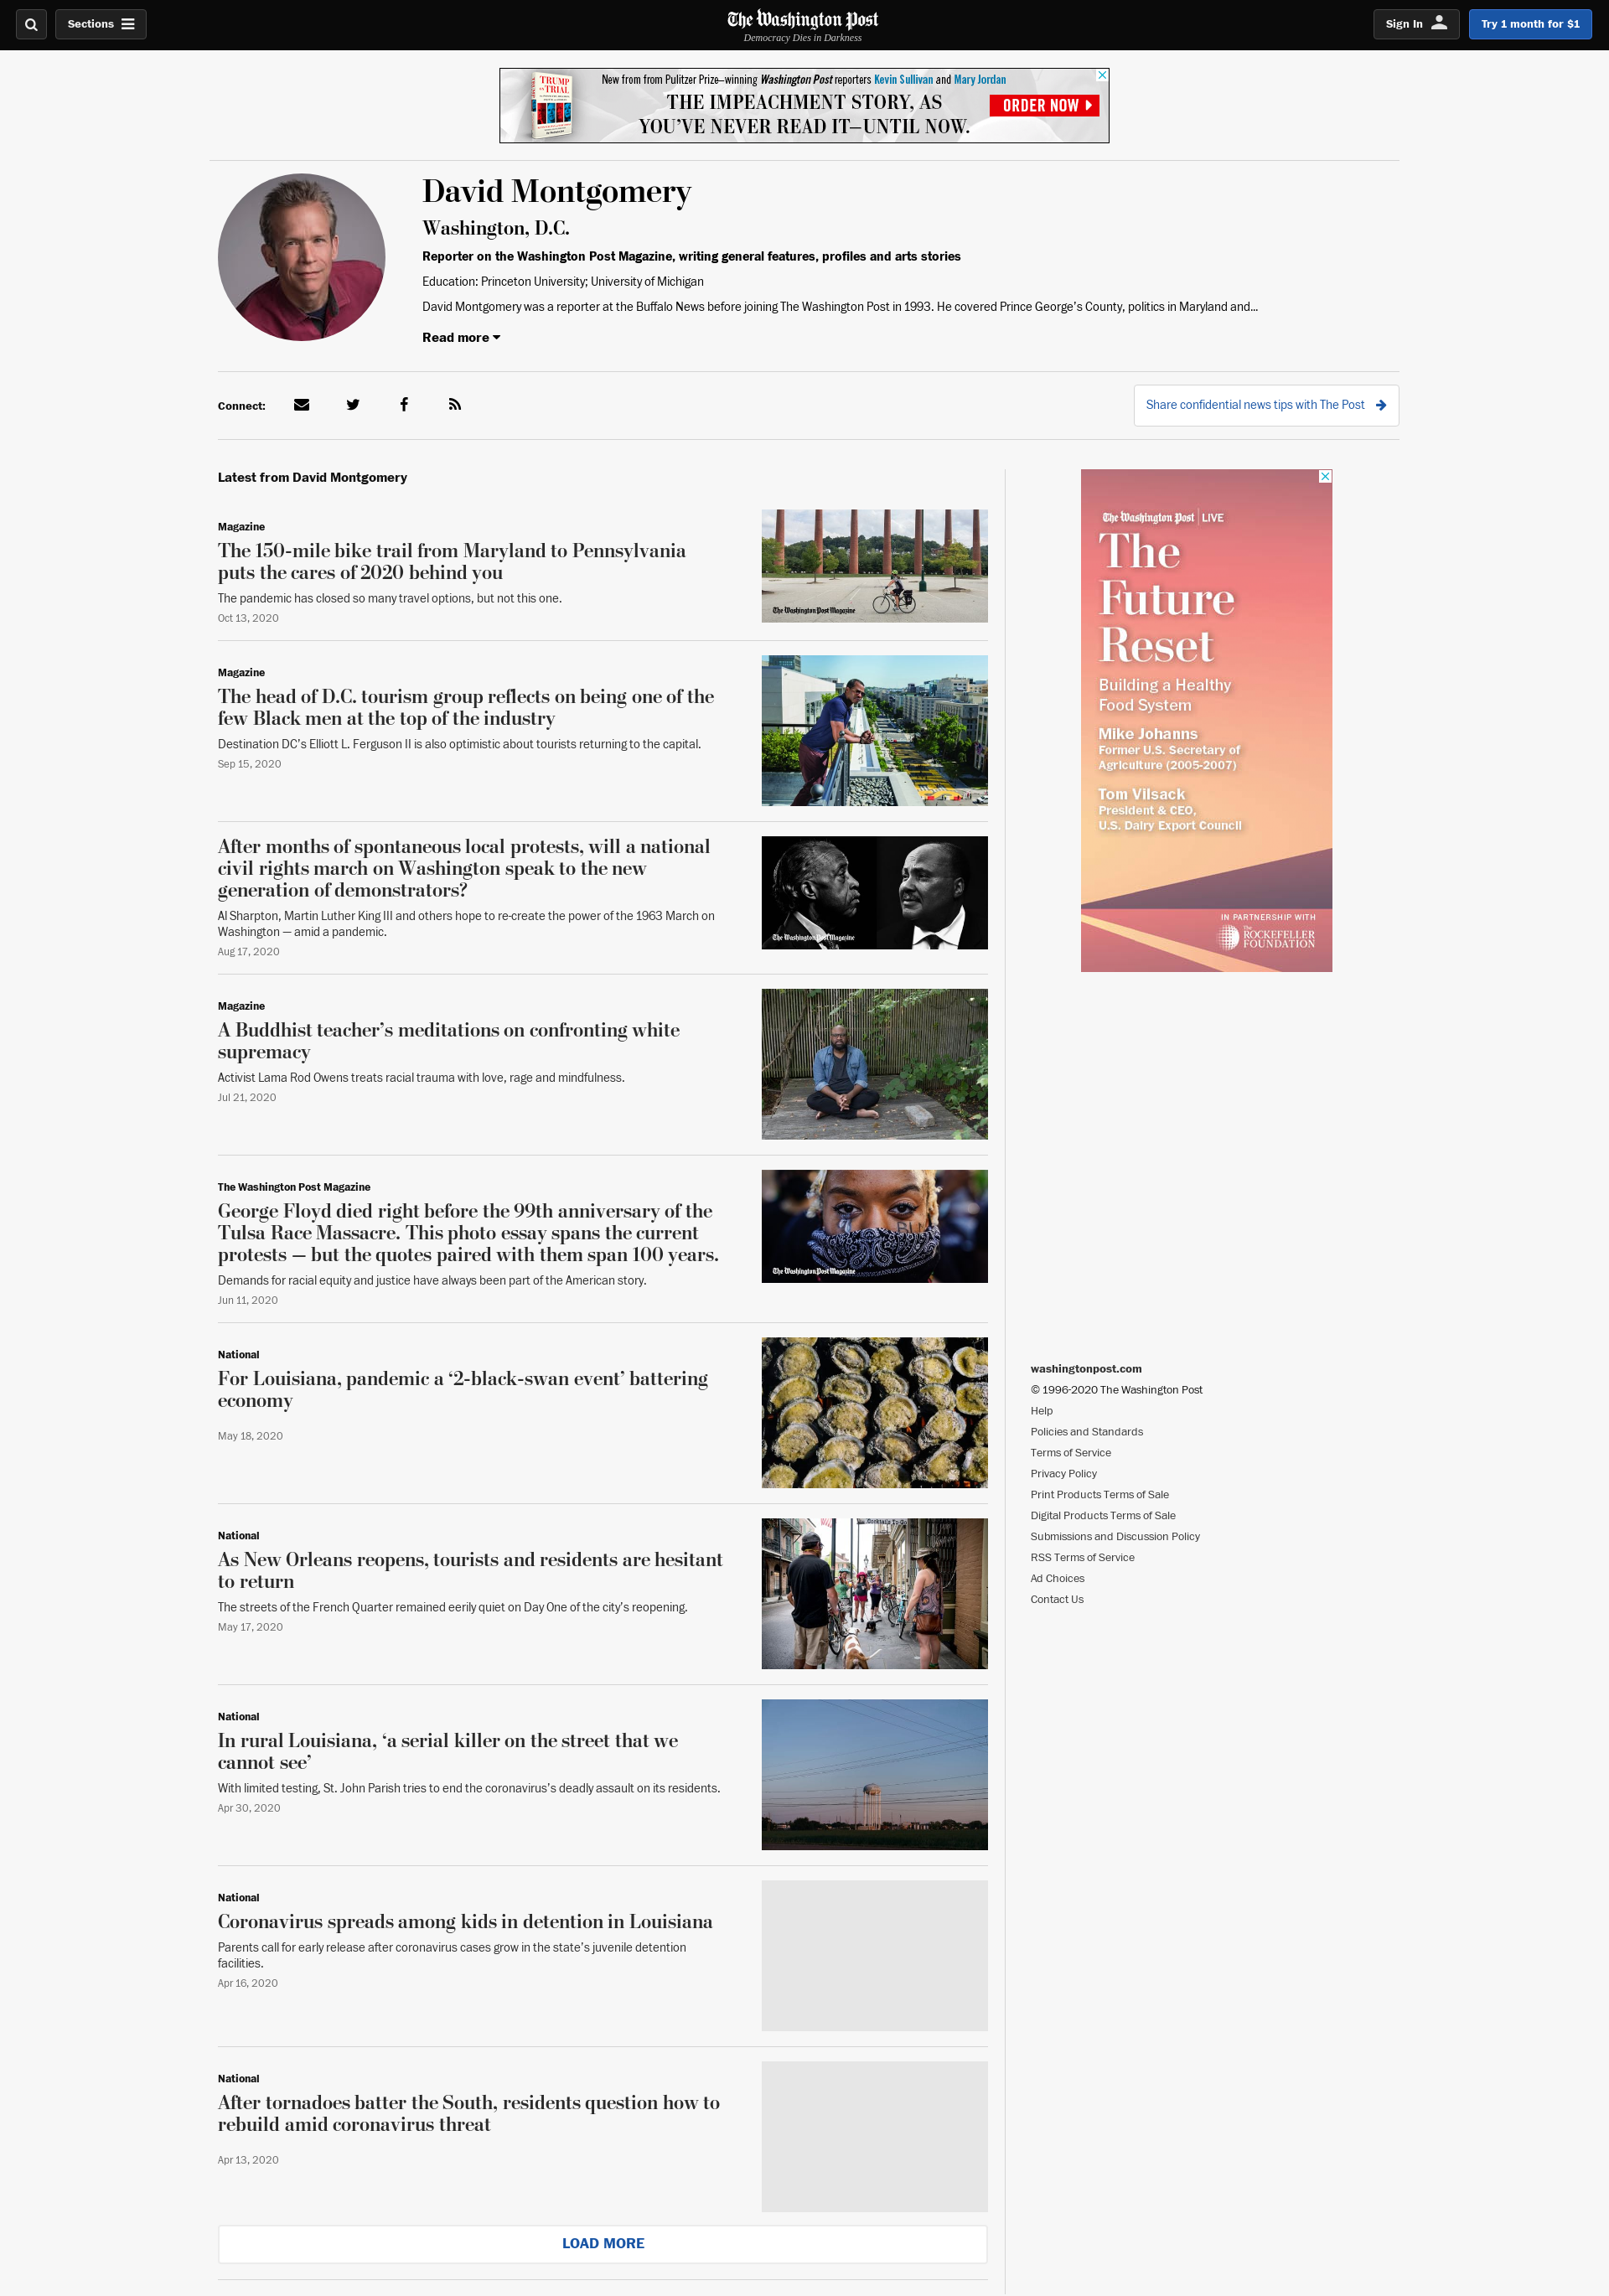 Sections
The Washington Post
Democracy Dies in Darkness
Sign In
Try 1 month for $1
New from from Pulitzer Prize–winning Washington Post reporters Kevin Sullivan and Mary Jordan
TRUMP
ON TRIAL
THE IMPEACHMENT STORY, AS
YOU’VE NEVER READ IT—UNTIL NOW.
ORDER NOW
David Montgomery
Washington, D.C.
Reporter on the Washington Post Magazine, writing general features, profiles and arts stories
Education: Princeton University; University of Michigan
David Montgomery was a reporter at the Buffalo News before joining The Washington Post in 1993. He covered Prince George’s County, politics in Maryland and...
Read more
Connect:
Share confidential news tips with The Post
Latest from David Montgomery
Magazine
The 150-mile bike trail from Maryland to Pennsylvania
puts the cares of 2020 behind you
The pandemic has closed so many travel options, but not this one.
Oct 13, 2020
The Washington Post Magazine
Magazine
The head of D.C. tourism group reflects on being one of the
few Black men at the top of the industry
Destination DC’s Elliott L. Ferguson II is also optimistic about tourists returning to the capital.
Sep 15, 2020
After months of spontaneous local protests, will a national
civil rights march on Washington speak to the new
generation of demonstrators?
Al Sharpton, Martin Luther King III and others hope to re-create the power of the 1963 March on
Washington — amid a pandemic.
Aug 17, 2020
The Washington Post Magazine
Magazine
A Buddhist teacher’s meditations on confronting white
supremacy
Activist Lama Rod Owens treats racial trauma with love, rage and mindfulness.
Jul 21, 2020
The Washington Post Magazine
George Floyd died right before the 99th anniversary of the
Tulsa Race Massacre. This photo essay spans the current
protests — but the quotes paired with them span 100 years.
Demands for racial equity and justice have always been part of the American story.
Jun 11, 2020
The Washington Post Magazine
National
For Louisiana, pandemic a ‘2-black-swan event’ battering
economy
May 18, 2020
National
As New Orleans reopens, tourists and residents are hesitant
to return
The streets of the French Quarter remained eerily quiet on Day One of the city’s reopening.
May 17, 2020
National
In rural Louisiana, ‘a serial killer on the street that we
cannot see’
With limited testing, St. John Parish tries to end the coronavirus’s deadly assault on its residents.
Apr 30, 2020
National
Coronavirus spreads among kids in detention in Louisiana
Parents call for early release after coronavirus cases grow in the state’s juvenile detention
facilities.
Apr 16, 2020
National
After tornadoes batter the South, residents question how to
rebuild amid coronavirus threat
Apr 13, 2020
LOAD MORE
The Washington Post LIVE
The
Future
Reset
Building a Healthy
Food System
Mike Johanns
Former U.S. Secretary of
Agriculture (2005-2007)
Tom Vilsack
President & CEO,
U.S. Dairy Export Council
IN PARTNERSHIP WITH
The
ROCKEFELLER
FOUNDATION
washingtonpost.com
© 1996-2020 The Washington Post
Help
Policies and Standards
Terms of Service
Privacy Policy
Print Products Terms of Sale
Digital Products Terms of Sale
Submissions and Discussion Policy
RSS Terms of Service
Ad Choices
Contact Us